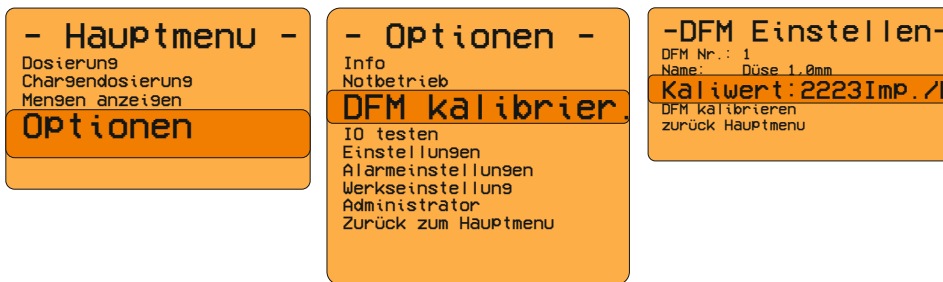 - Hauptmenu -
Dosierung
Chargendosierung
Mengen anzeigen
Optionen
- Optionen -
Info
Notbetrieb
DFM kalibrier.
IO testen
Einstellungen
Alarmeinstellungen
Werkseinstellung
Administrator
Zurück zum Hauptmenu
-DFM Einstellen-
DFM Nr.: 1
Name: Düse 1,0mm
Kaliwert:2223Imp./
DFM kalibrieren
zurück Hauptmenu